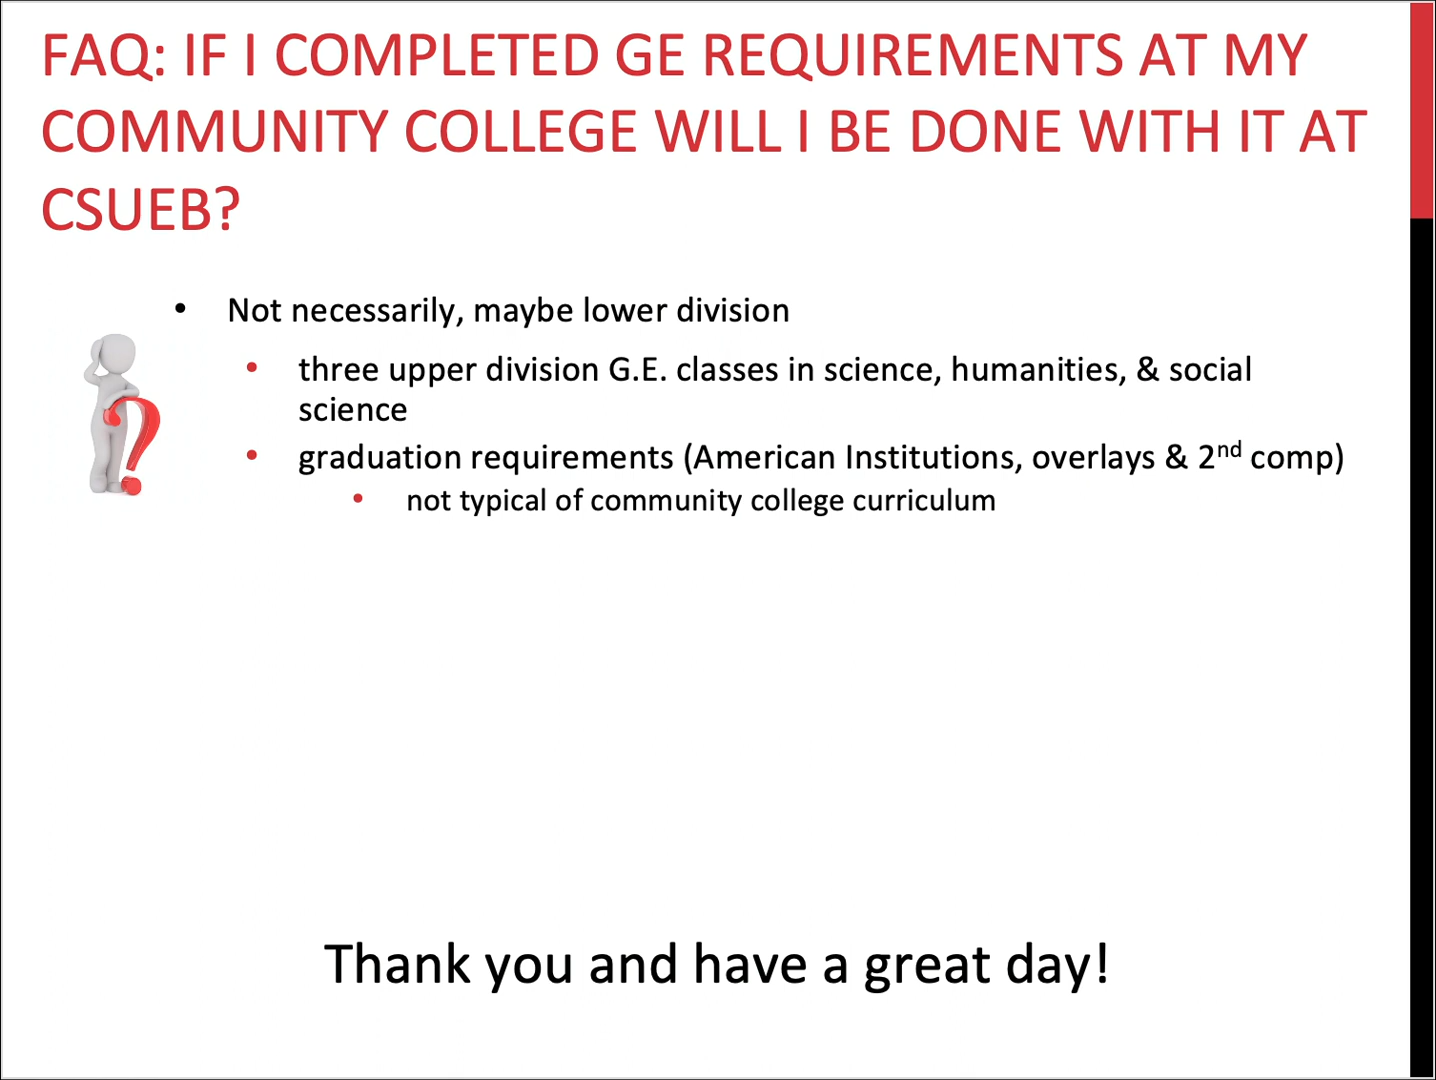 FAQ: IF I COMPLETED GE REQUIREMENTS AT MY
COMMUNITY COLLEGE WILL I BE DONE WITH IT AT
CSUEB?
• Not necessarily, maybe lower division
• three upper division G.E. classes in science, humanities, & social
science
• graduation requirements (American Institutions, overlays & 2nd comp)
• not typical of community college curriculum
Thank you and have a great day!